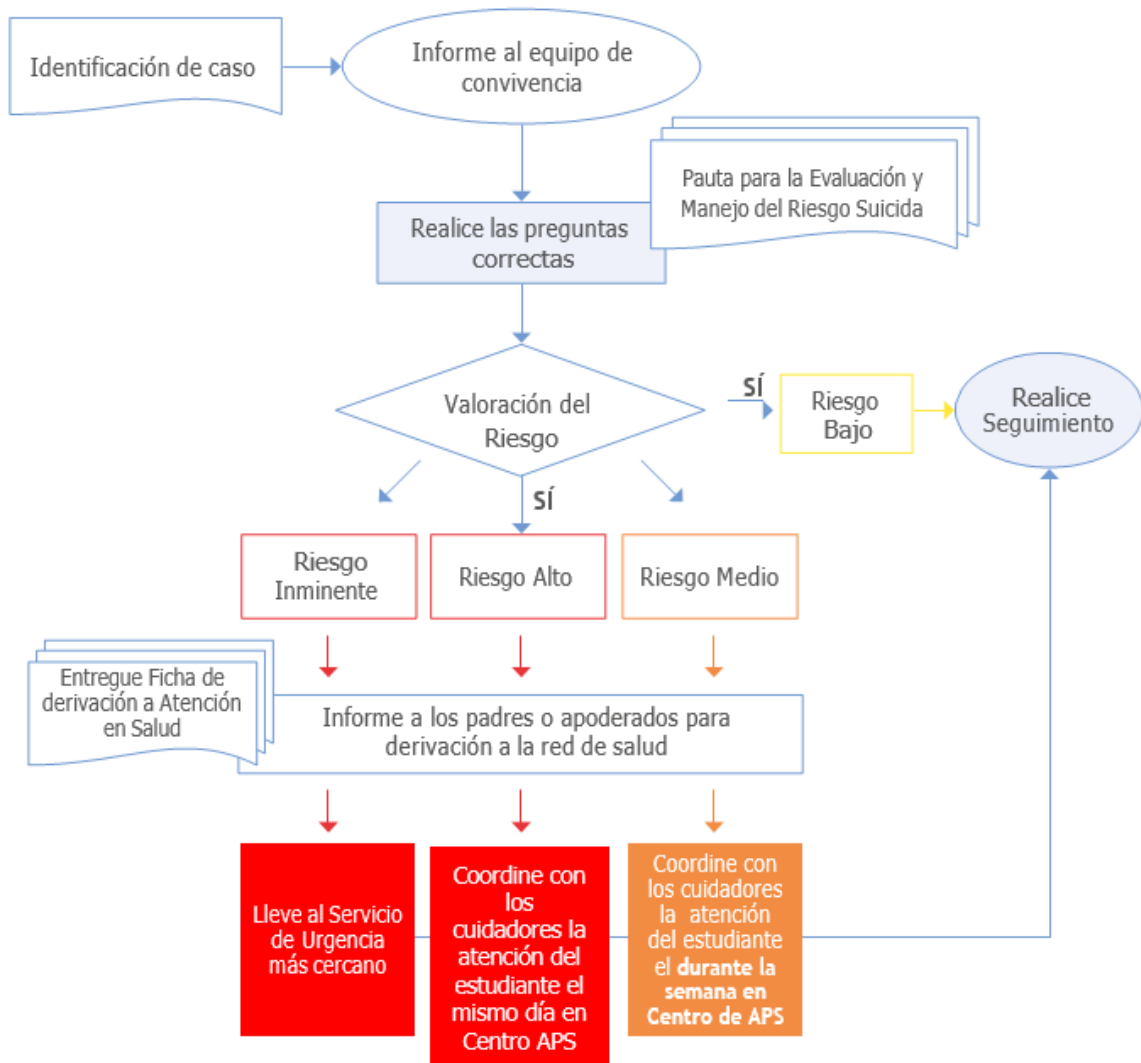 Identificación de caso
Informe al equipo de
convivencia
Pauta para la Evaluación y
Manejo del Riesgo Suicida
Realice las preguntas
correctas
Valoración del
Riesgo
SÍ
Riesgo
Bajo
Realice
Seguimiento
SÍ
Riesgo
Inminente
Riesgo Alto
Riesgo Medio
Entregue Ficha de
derivación a Atención
en Salud
Informe a los padres o apoderados para
derivación a la red de salud
Lleve al Servicio
de Urgencia
más cercano
Coordine con
los
cuidadores la
atención del
estudiante el
mismo día en
Centro APS
Coordine con
los cuidadores
la atención
del estudiante
el durante la
semana en
Centro de APS